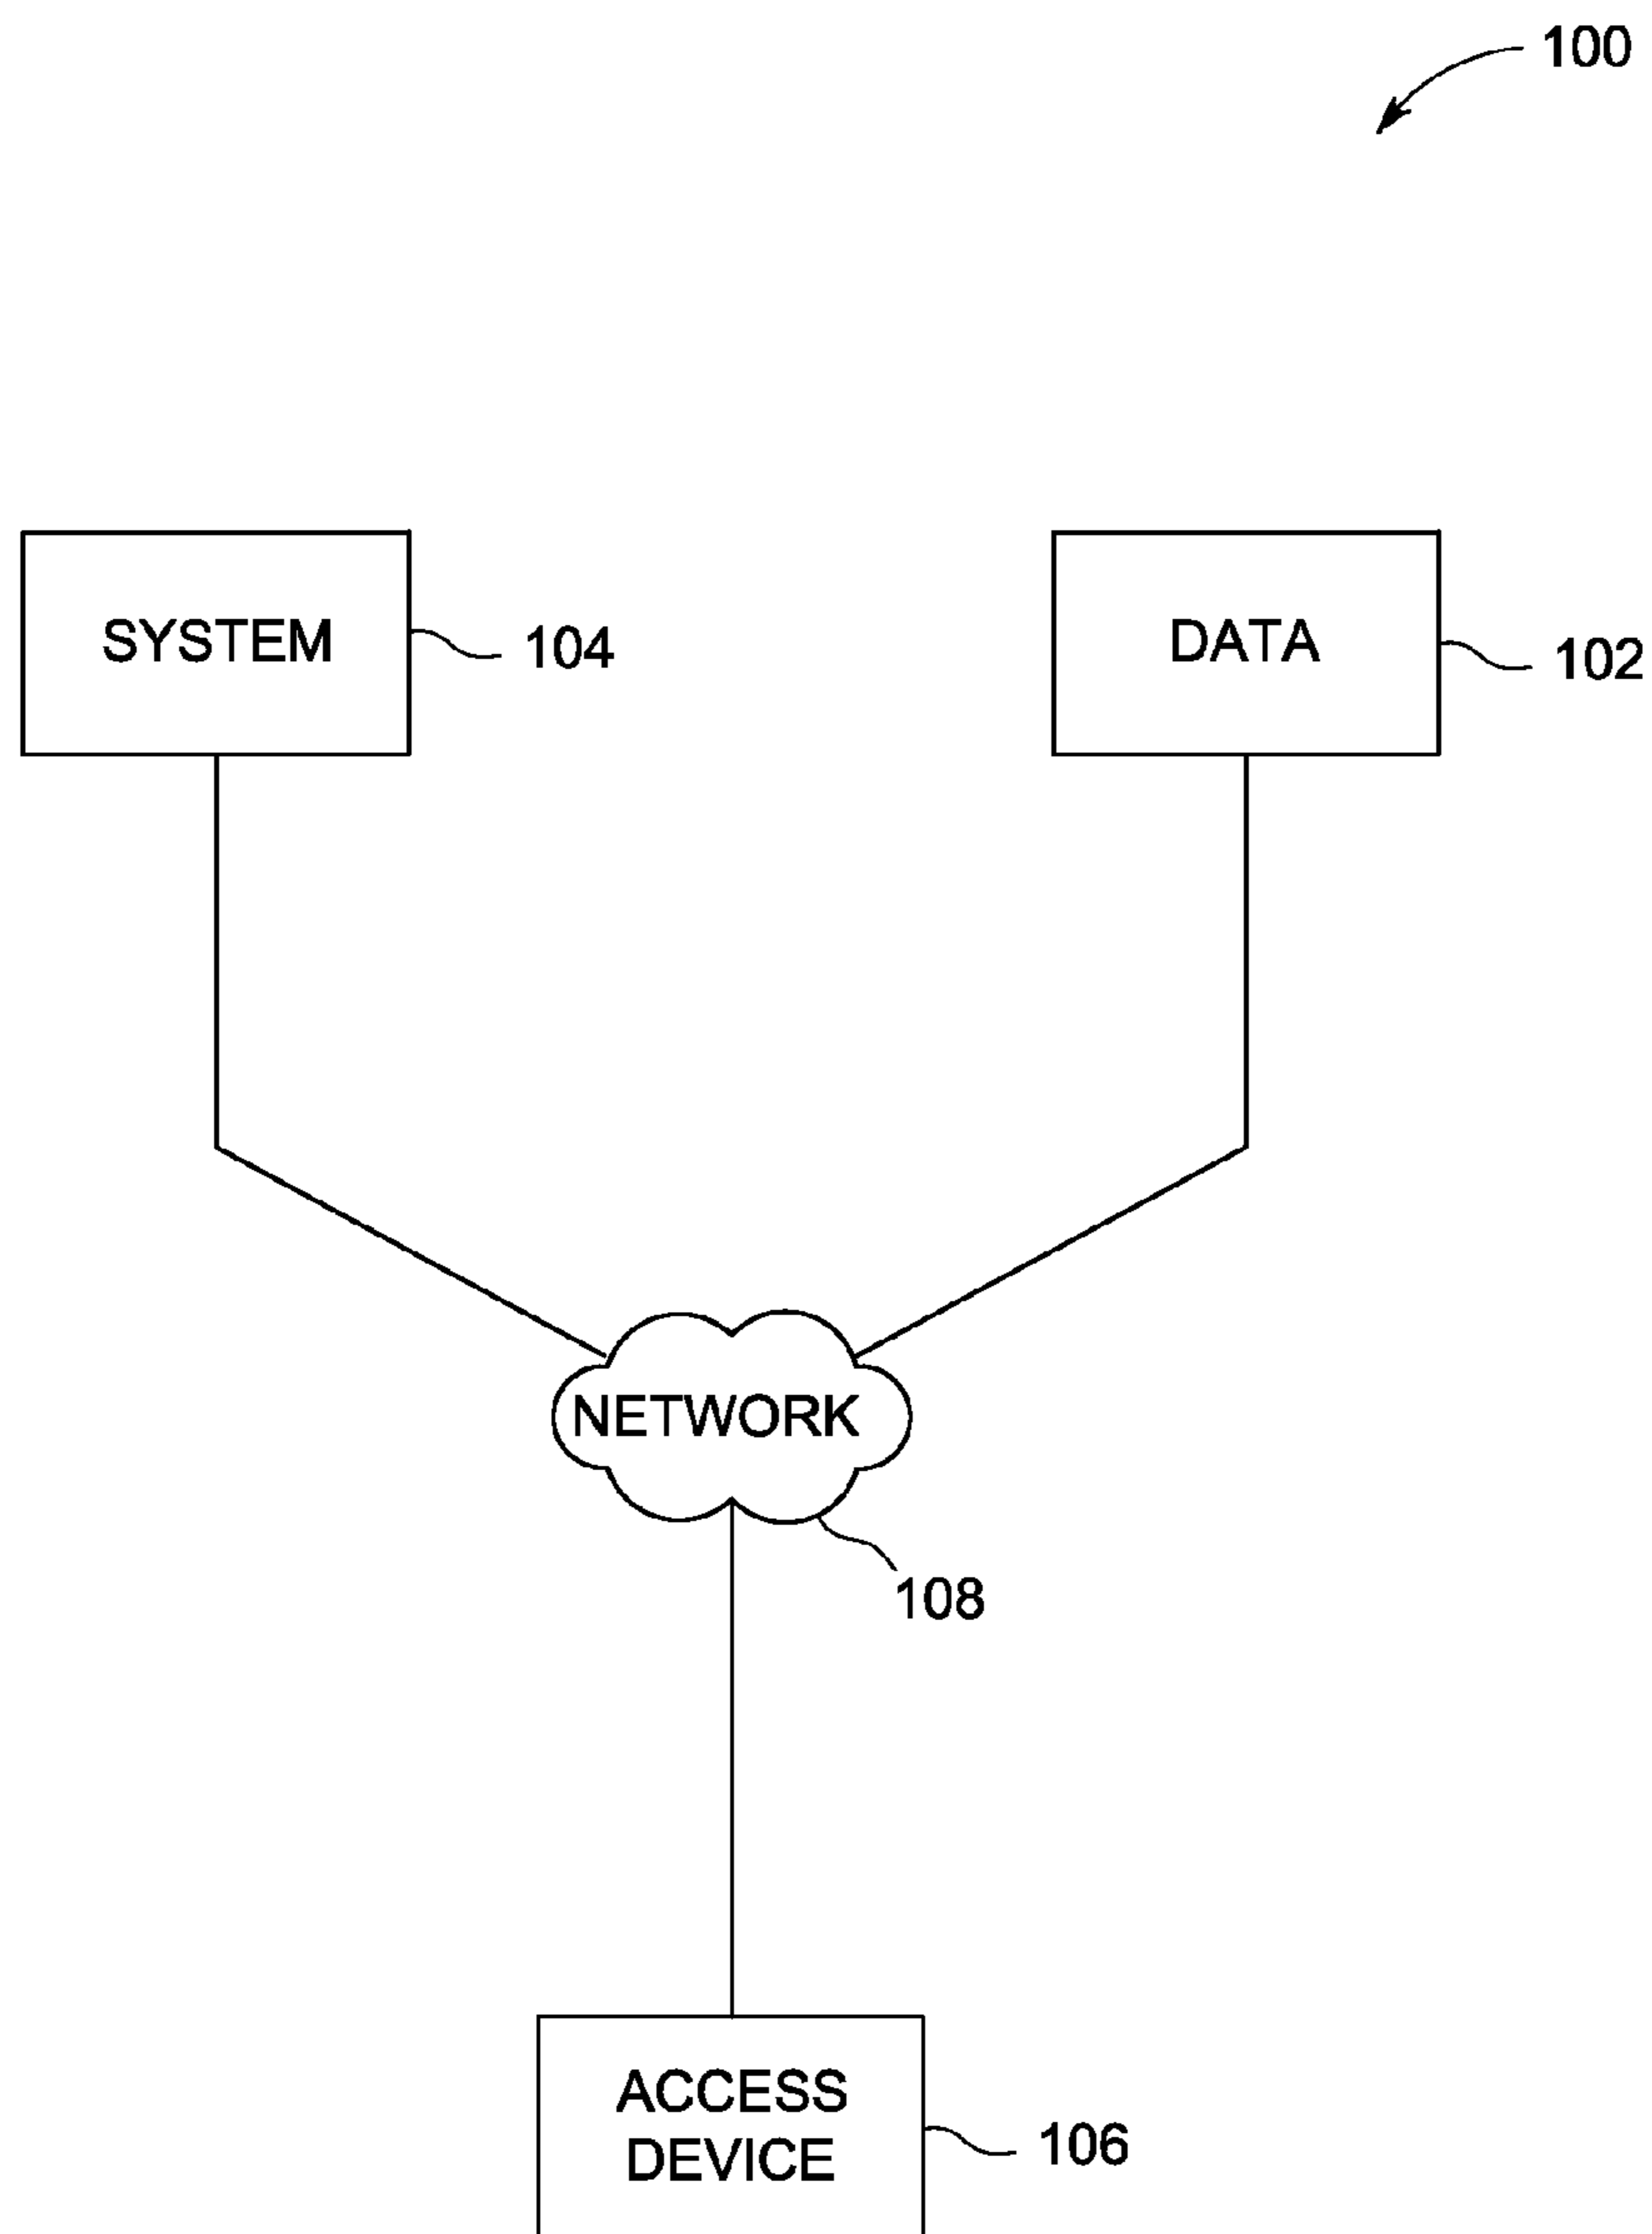 100
SYSTEM
104
DATA
102
NETWORK
108
ACCESS
DEVICE
106